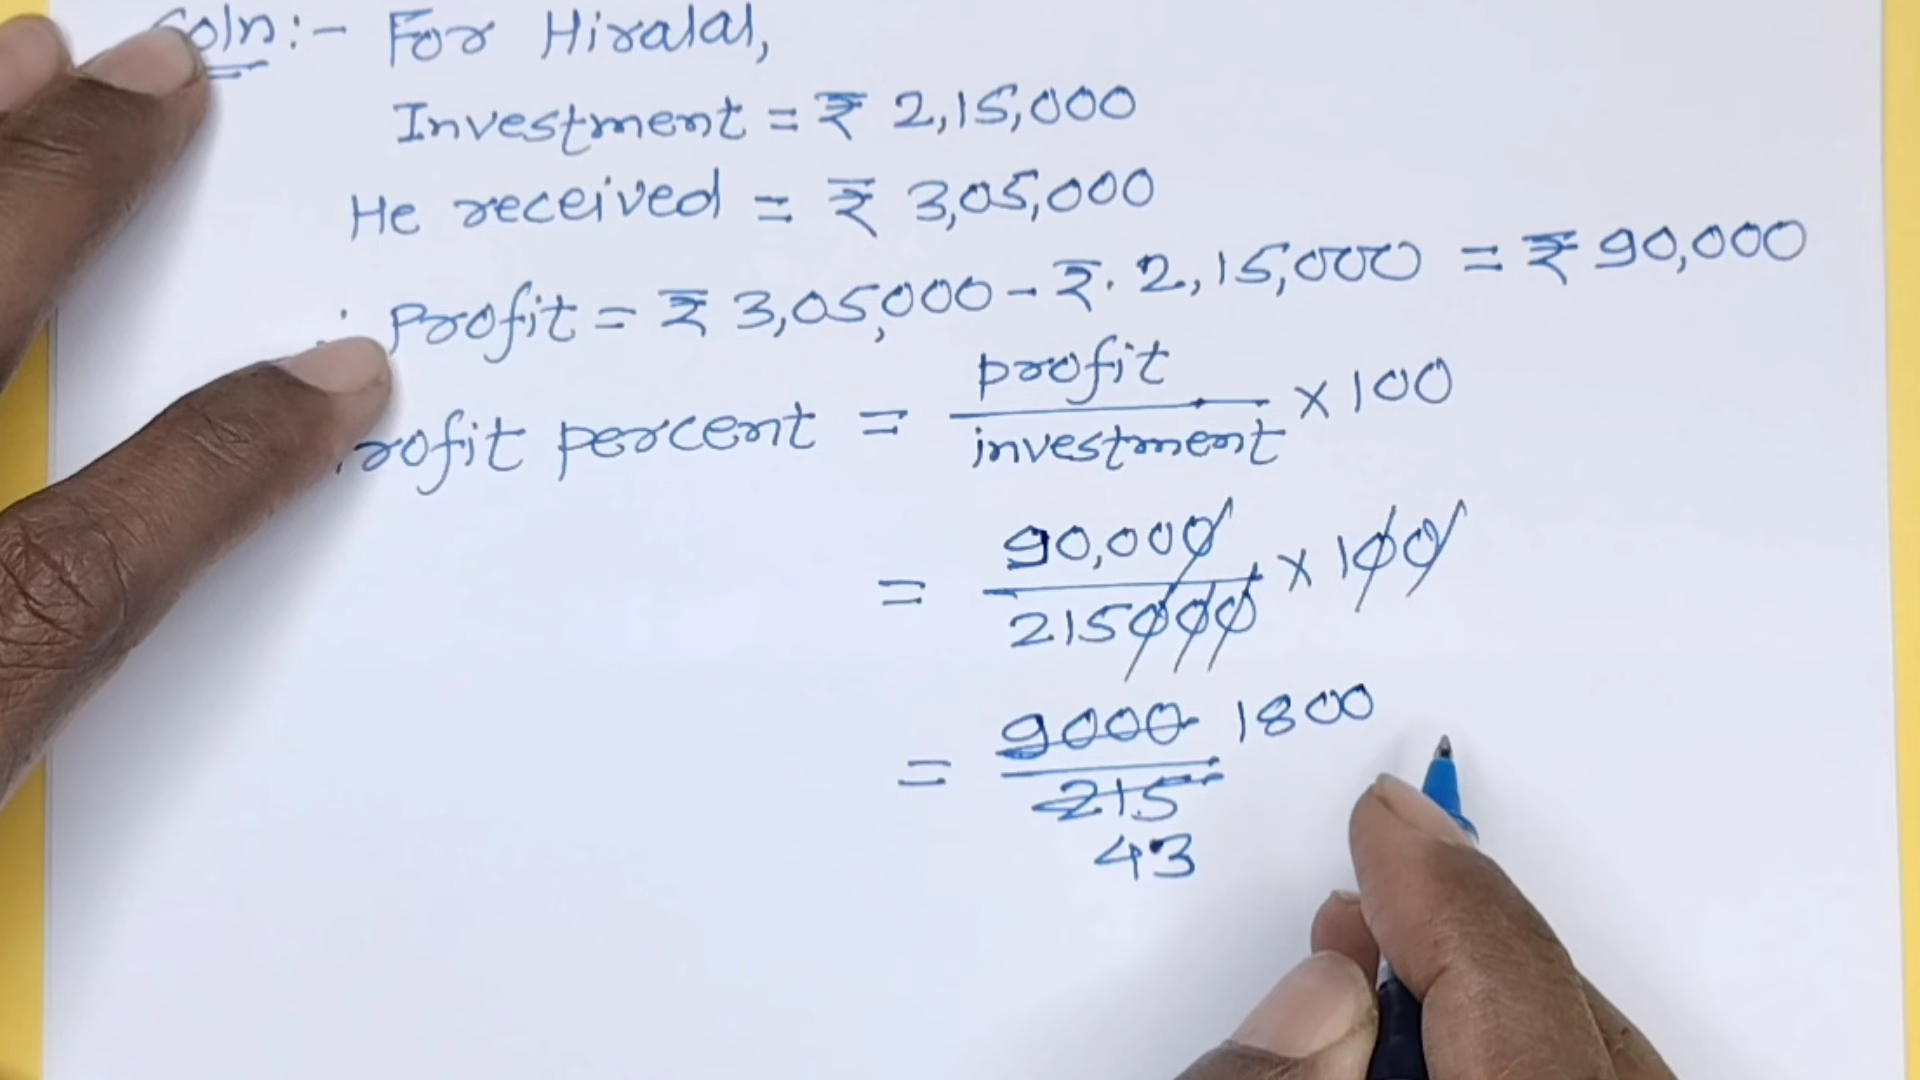 Soln:- For Hiralal,
Investment = ₹ 2,15,000
He received = ₹ 3,05,000
Profit = ₹ 3,05,000 - ₹. 2,15,000 = ₹ 90,000
rofit percent = profit / investment × 100
= 90,000 / 215000 × 100
= 9000 / 215 1800
43